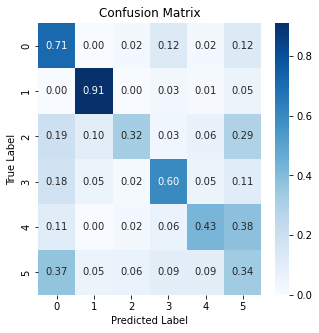 Confusion Matrix
0 0.71 0.00 0.02 0.12 0.02 0.12
1 0.00 0.91 0.00 0.03 0.01 0.05
2 0.19 0.10 0.32 0.03 0.06 0.29
3 0.18 0.05 0.02 0.60 0.05 0.11
4 0.11 0.00 0.02 0.06 0.43 0.38
5 0.37 0.05 0.06 0.09 0.09 0.34
0 1 2 3 4 5
Predicted Label
True Label
0.8
0.6
0.4
0.2
0.0